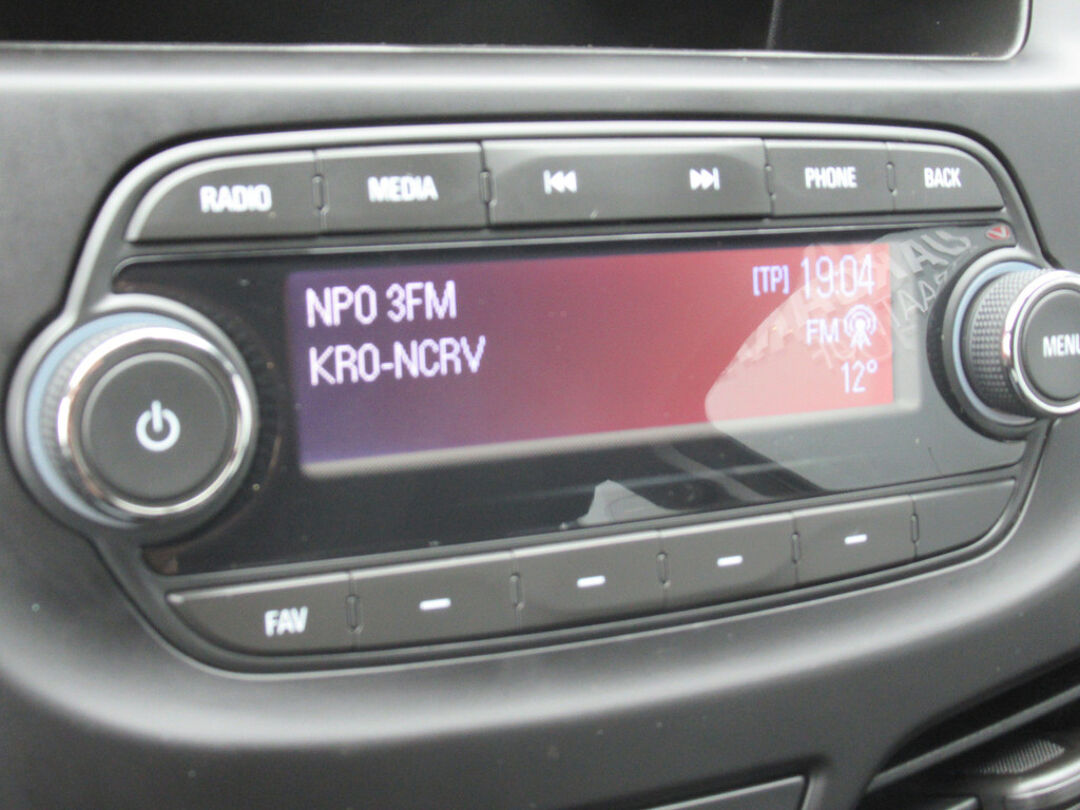 RADIO MEDIA PHONE BACK
NPO 3FM [TP] 19:04
KRO-NCRV FM
12°
MENU
FAV